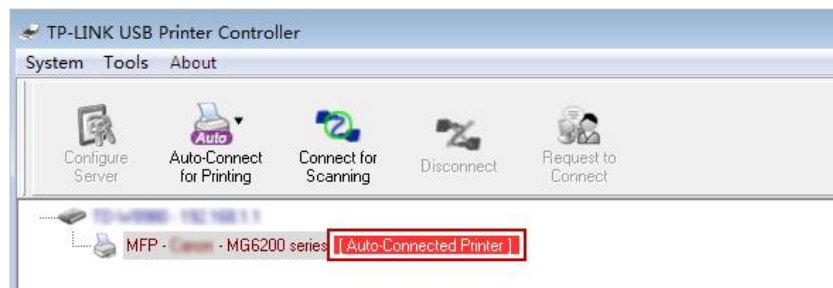 TP-LINK USB Printer Controller
System Tools About
Auto
Configure Server
Auto-Connect for Printing
Connect for Scanning
Disconnect
Request to Connect
MFP - - MG6200 series [ Auto-Connected Printer ]